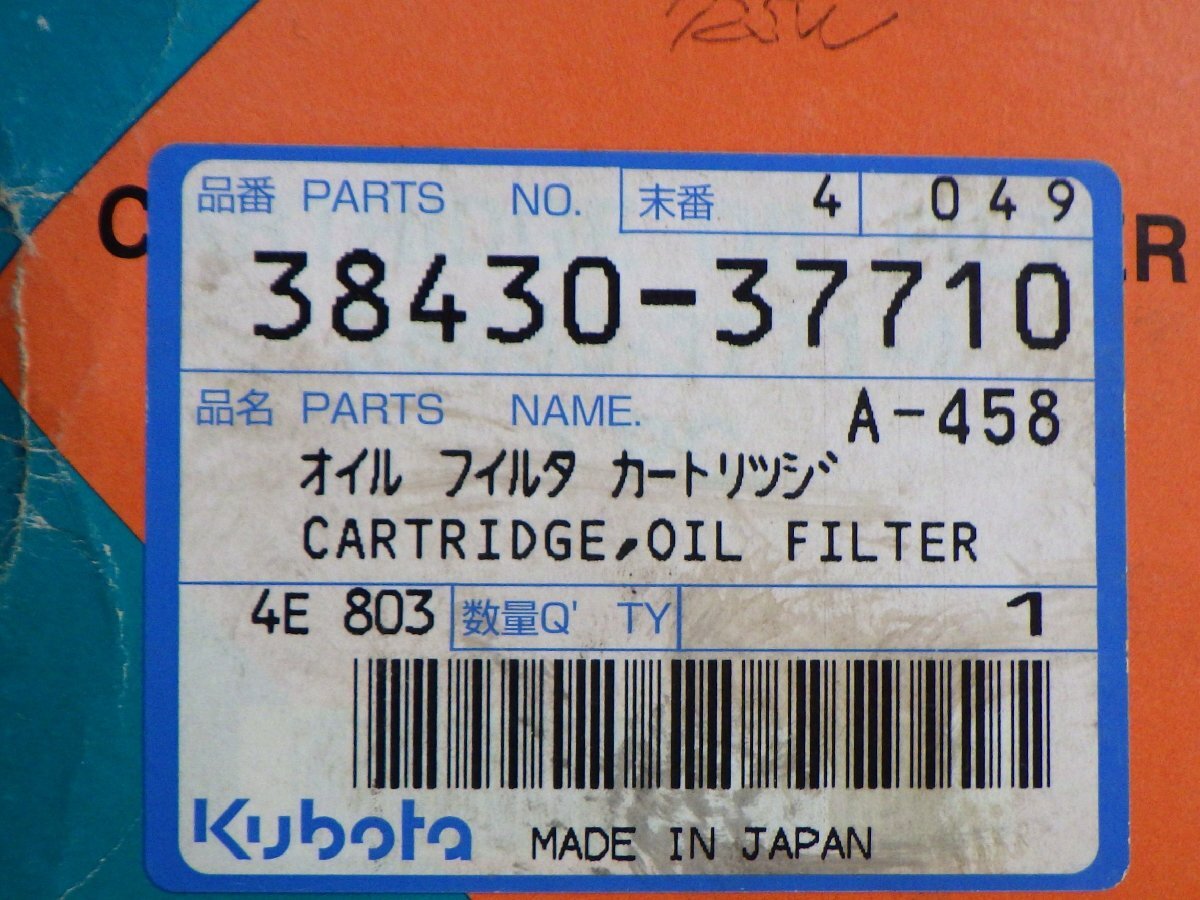 品番 PARTS NO. 末番 4 049
38430-37710
品名 PARTS NAME. A-458
オイル フイルタ カートリツジ
CARTRIDGE,OIL FILTER
4E 803 数量Q' TY 1
Kubota MADE IN JAPAN